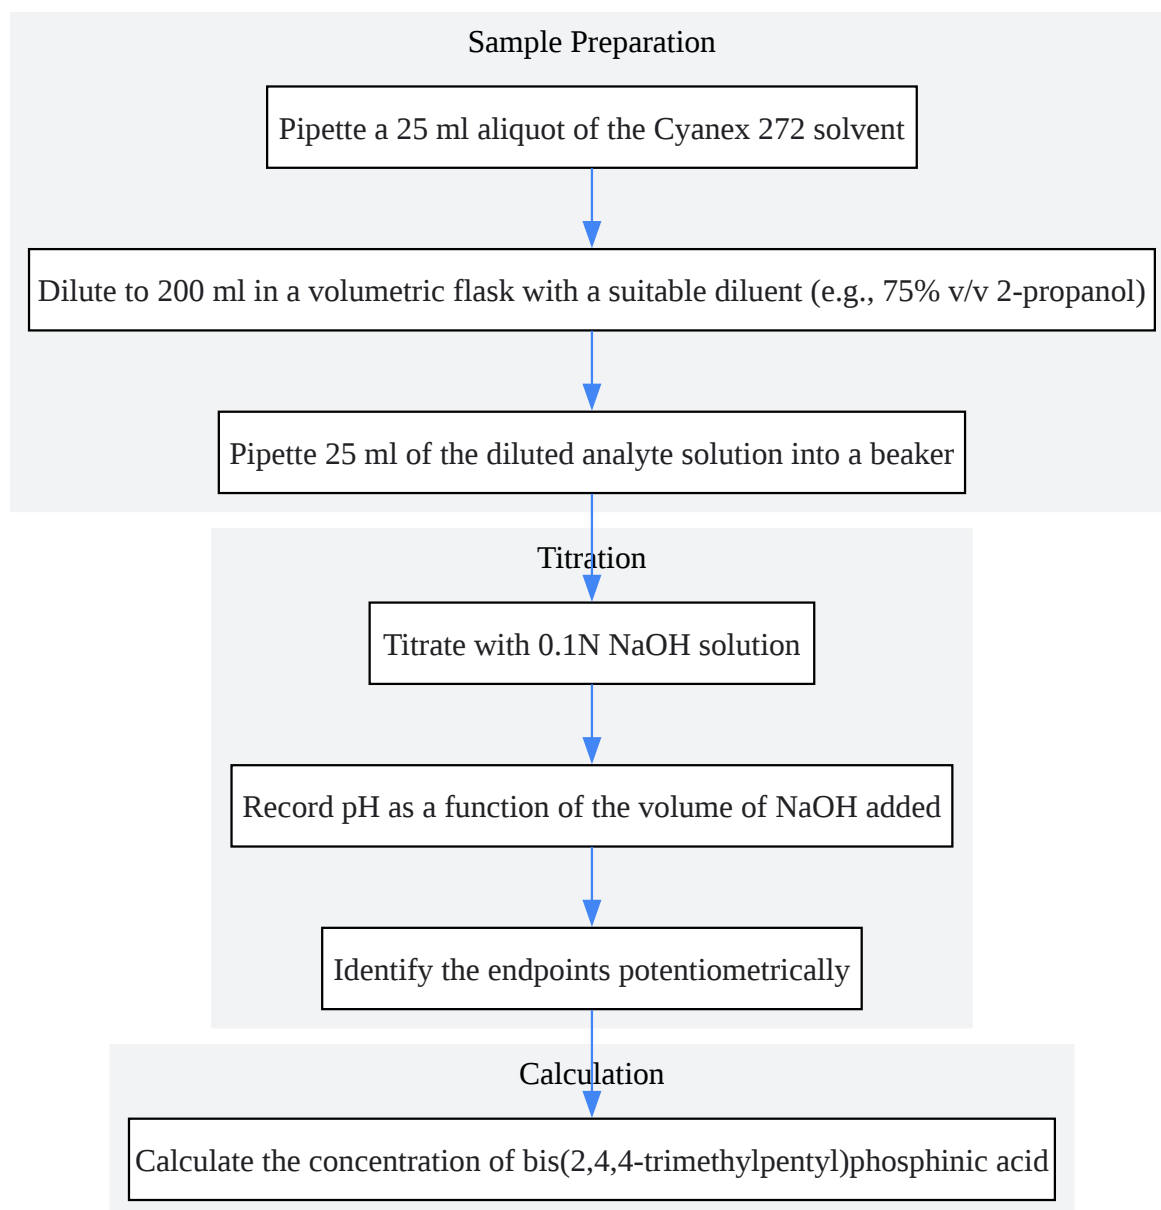 Sample Preparation
Pipette a 25 ml aliquot of the Cyanex 272 solvent
Dilute to 200 ml in a volumetric flask with a suitable diluent (e.g., 75% v/v 2-propanol)
Pipette 25 ml of the diluted analyte solution into a beaker
Titration
Titrate with 0.1N NaOH solution
Record pH as a function of the volume of NaOH added
Identify the endpoints potentiometrically
Calculation
Calculate the concentration of bis(2,4,4-trimethylpentyl)phosphinic acid